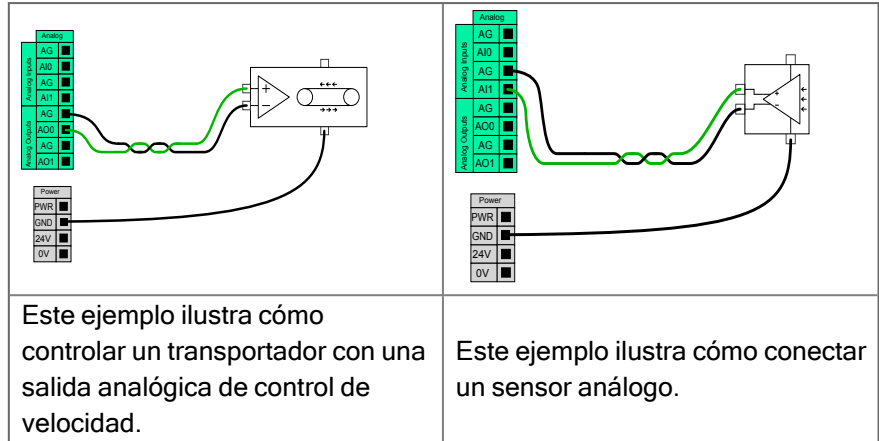 Analog
Analog Inputs
AG
AI0
AG
AI1
Analog Outputs
AG
AO0
AG
AO1
Power
PWR
GND
24V
0V
+
−
Analog
Analog Inputs
AG
AI0
AG
AI1
Analog Outputs
AG
AO0
AG
AO1
Power
PWR
GND
24V
0V
+
-
Este ejemplo ilustra cómo
controlar un transportador con una
salida analógica de control de
velocidad.
Este ejemplo ilustra cómo conectar
un sensor análogo.